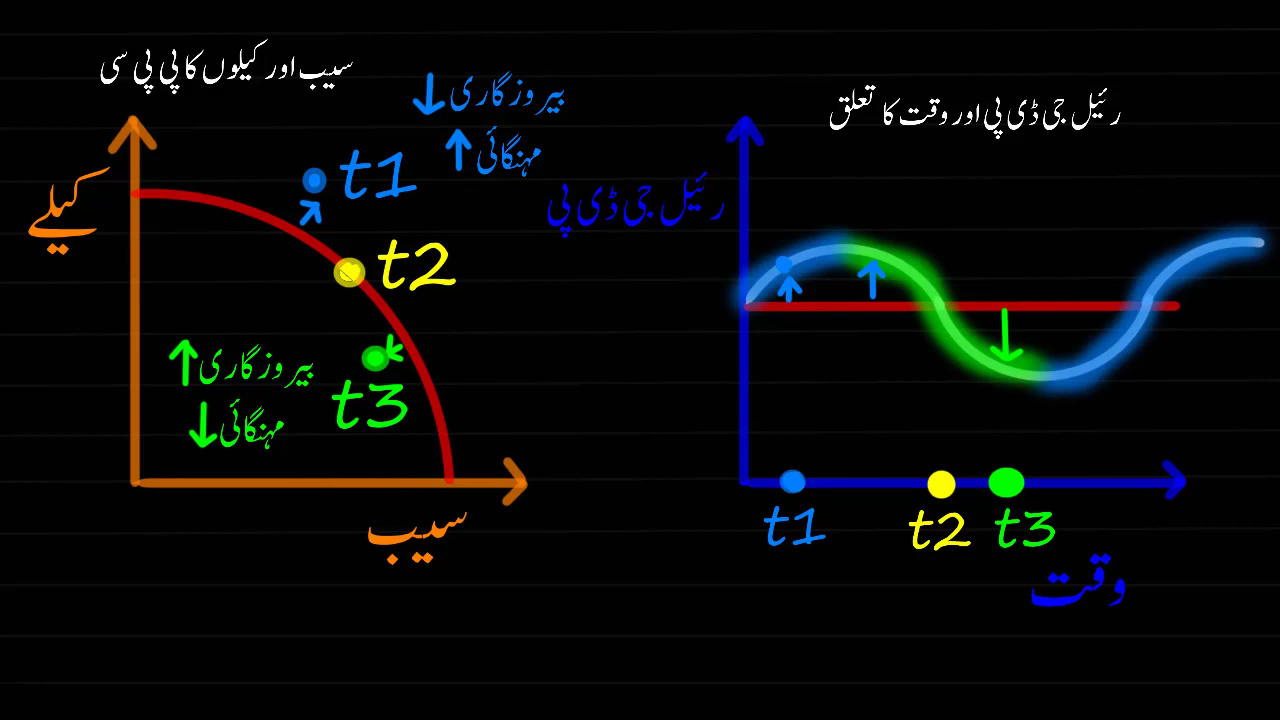 سیب اور کیلوں کا پی پی سی
بیروزگاری
مہنگائی
t1
کیلے
t2
بیروزگاری
مہنگائی
t3
سیب
رئیل جی ڈی پی اور وقت کا تعلق
رئیل جی ڈی پی
t1
t2
t3
وقت